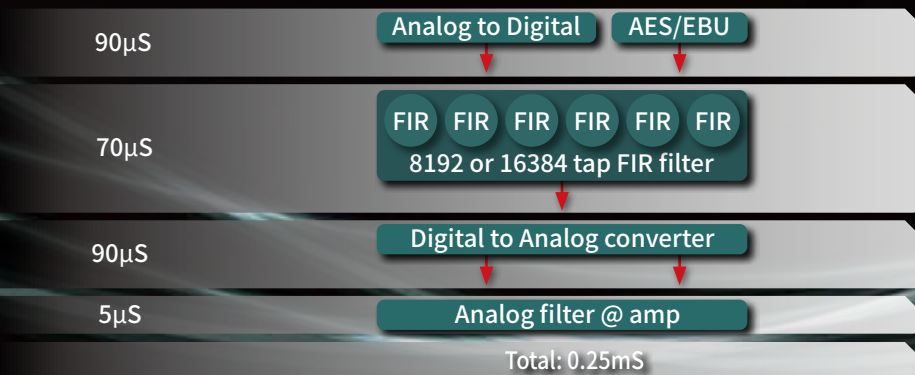 90μS
Analog to Digital
AES/EBU
70μS
FIR FIR FIR FIR FIR FIR
8192 or 16384 tap FIR filter
90μS
Digital to Analog converter
5μS
Analog filter @ amp
Total: 0.25mS